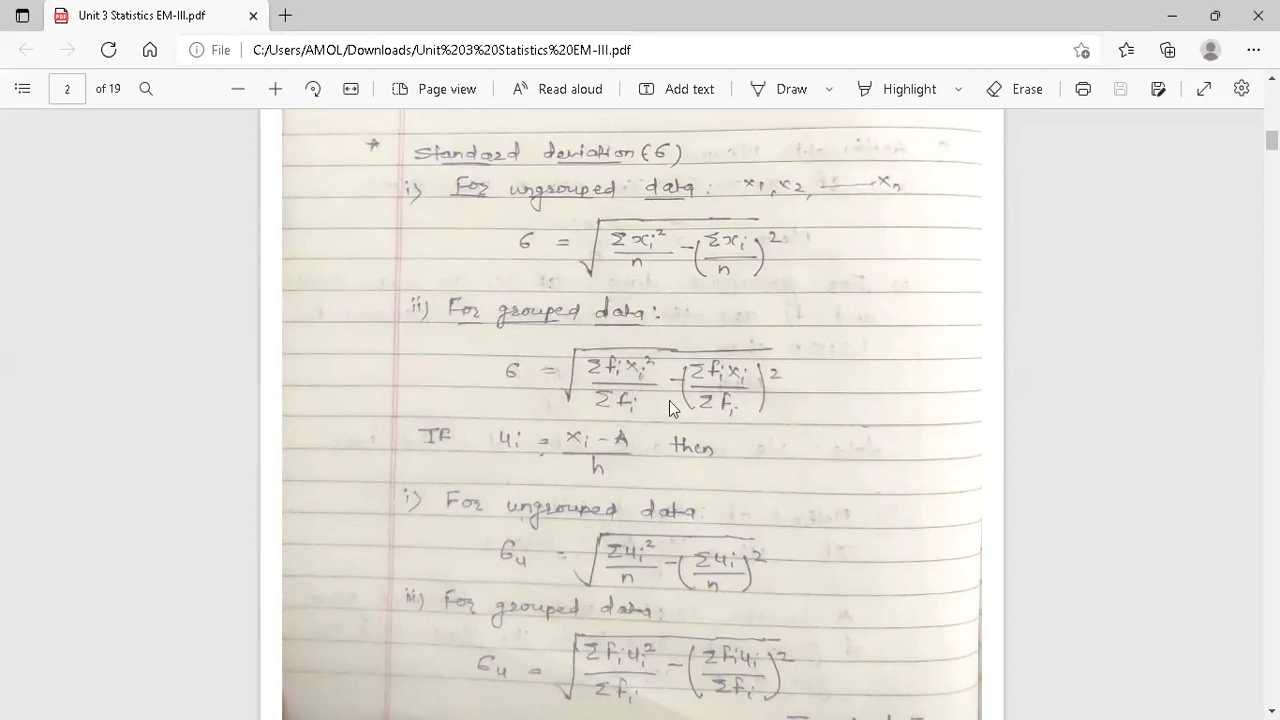 Unit 3 Statistics EM-III.pdf
File C:/Users/AMOL/Downloads/Unit%203%20Statistics%20EM-III.pdf
2 of 19 Page view Read aloud Add text Draw Highlight Erase
* Standard deviation (σ)
i) For ungrouped data: x1, x2, ——— xn
σ = √(Σxi²/n - (Σxi/n)²)
ii) For grouped data:
σ = √(Σfixi²/Σfi - (Σfixi/Σfi)²)
IF ui = (xi - A)/h then
i) For ungrouped data:
σu = √(Σui²/n - (Σui/n)²)
ii) For grouped data:
σu = √(Σfiui²/Σfi - (Σfiui/Σfi)²)